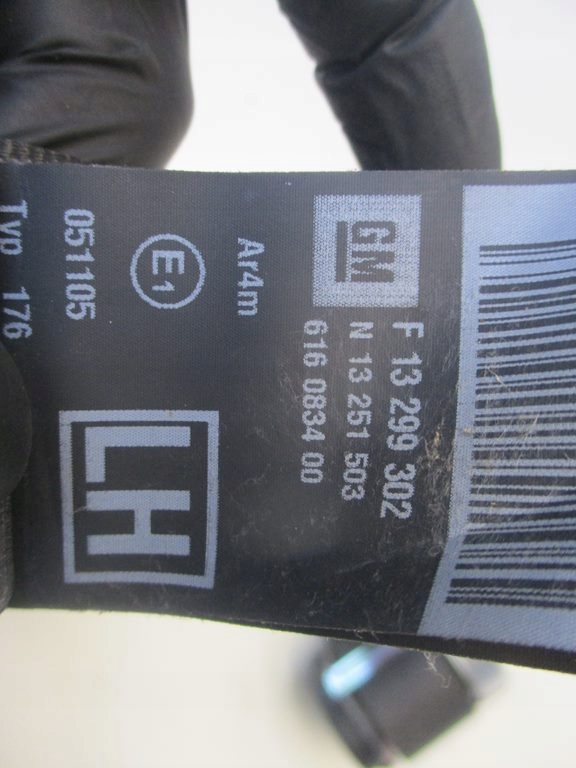 GM
F 13 299 302
N 13 251 503
616 0834 00
Ar4m
E1
051105
Typ 176
LH